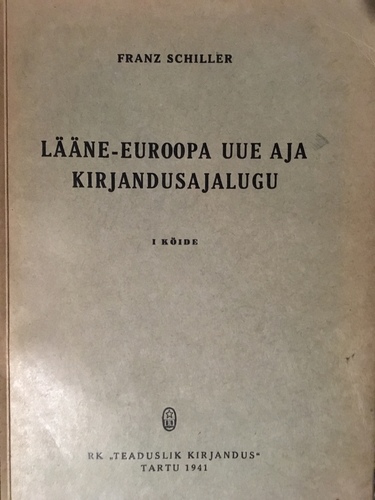 FRANZ SCHILLER
LÄÄNE-EUROOPA UUE AJA
KIRJANDUSAJALUGU
I KÖIDE
RK „TEADUSLIK KIRJANDUS“
TARTU 1941